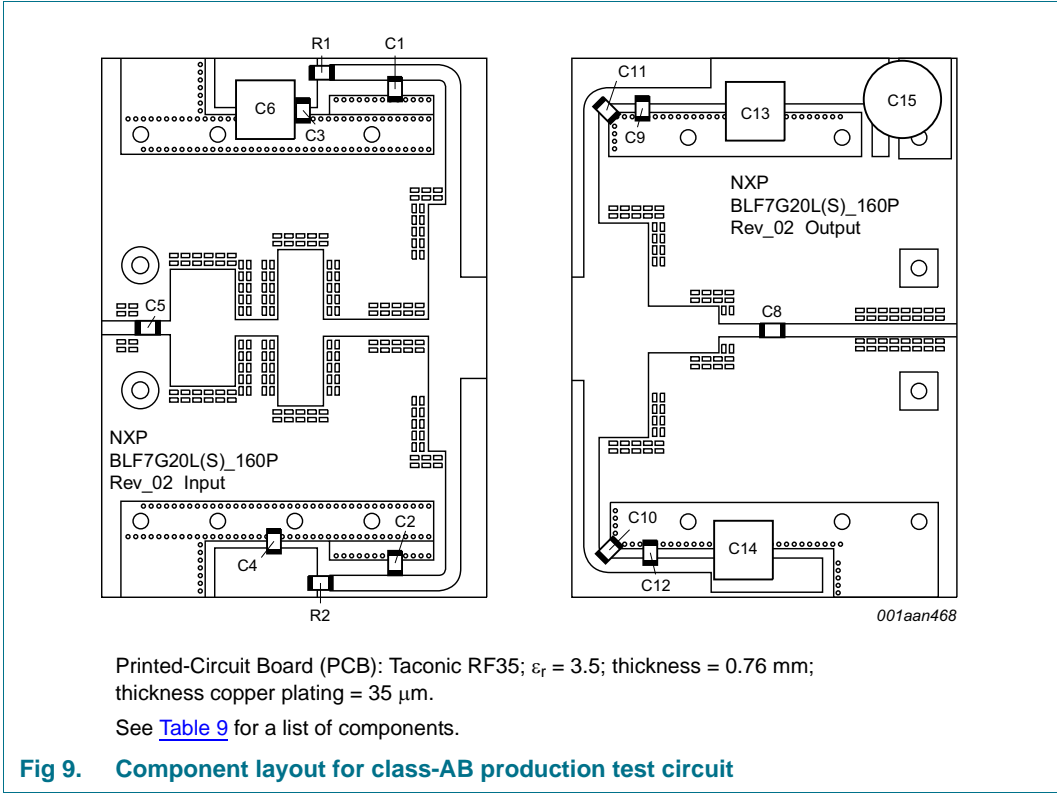 R1
C1
C6
C3
C5
NXP
BLF7G20L(S)_160P
Rev_02 Input
C2
C4
R2
C11
C9
C13
C15
NXP
BLF7G20L(S)_160P
Rev_02 Output
C8
C10
C12
C14
001aan468
Printed-Circuit Board (PCB): Taconic RF35; εr = 3.5; thickness = 0.76 mm;
thickness copper plating = 35 μm.
See Table 9 for a list of components.
Fig 9. Component layout for class-AB production test circuit